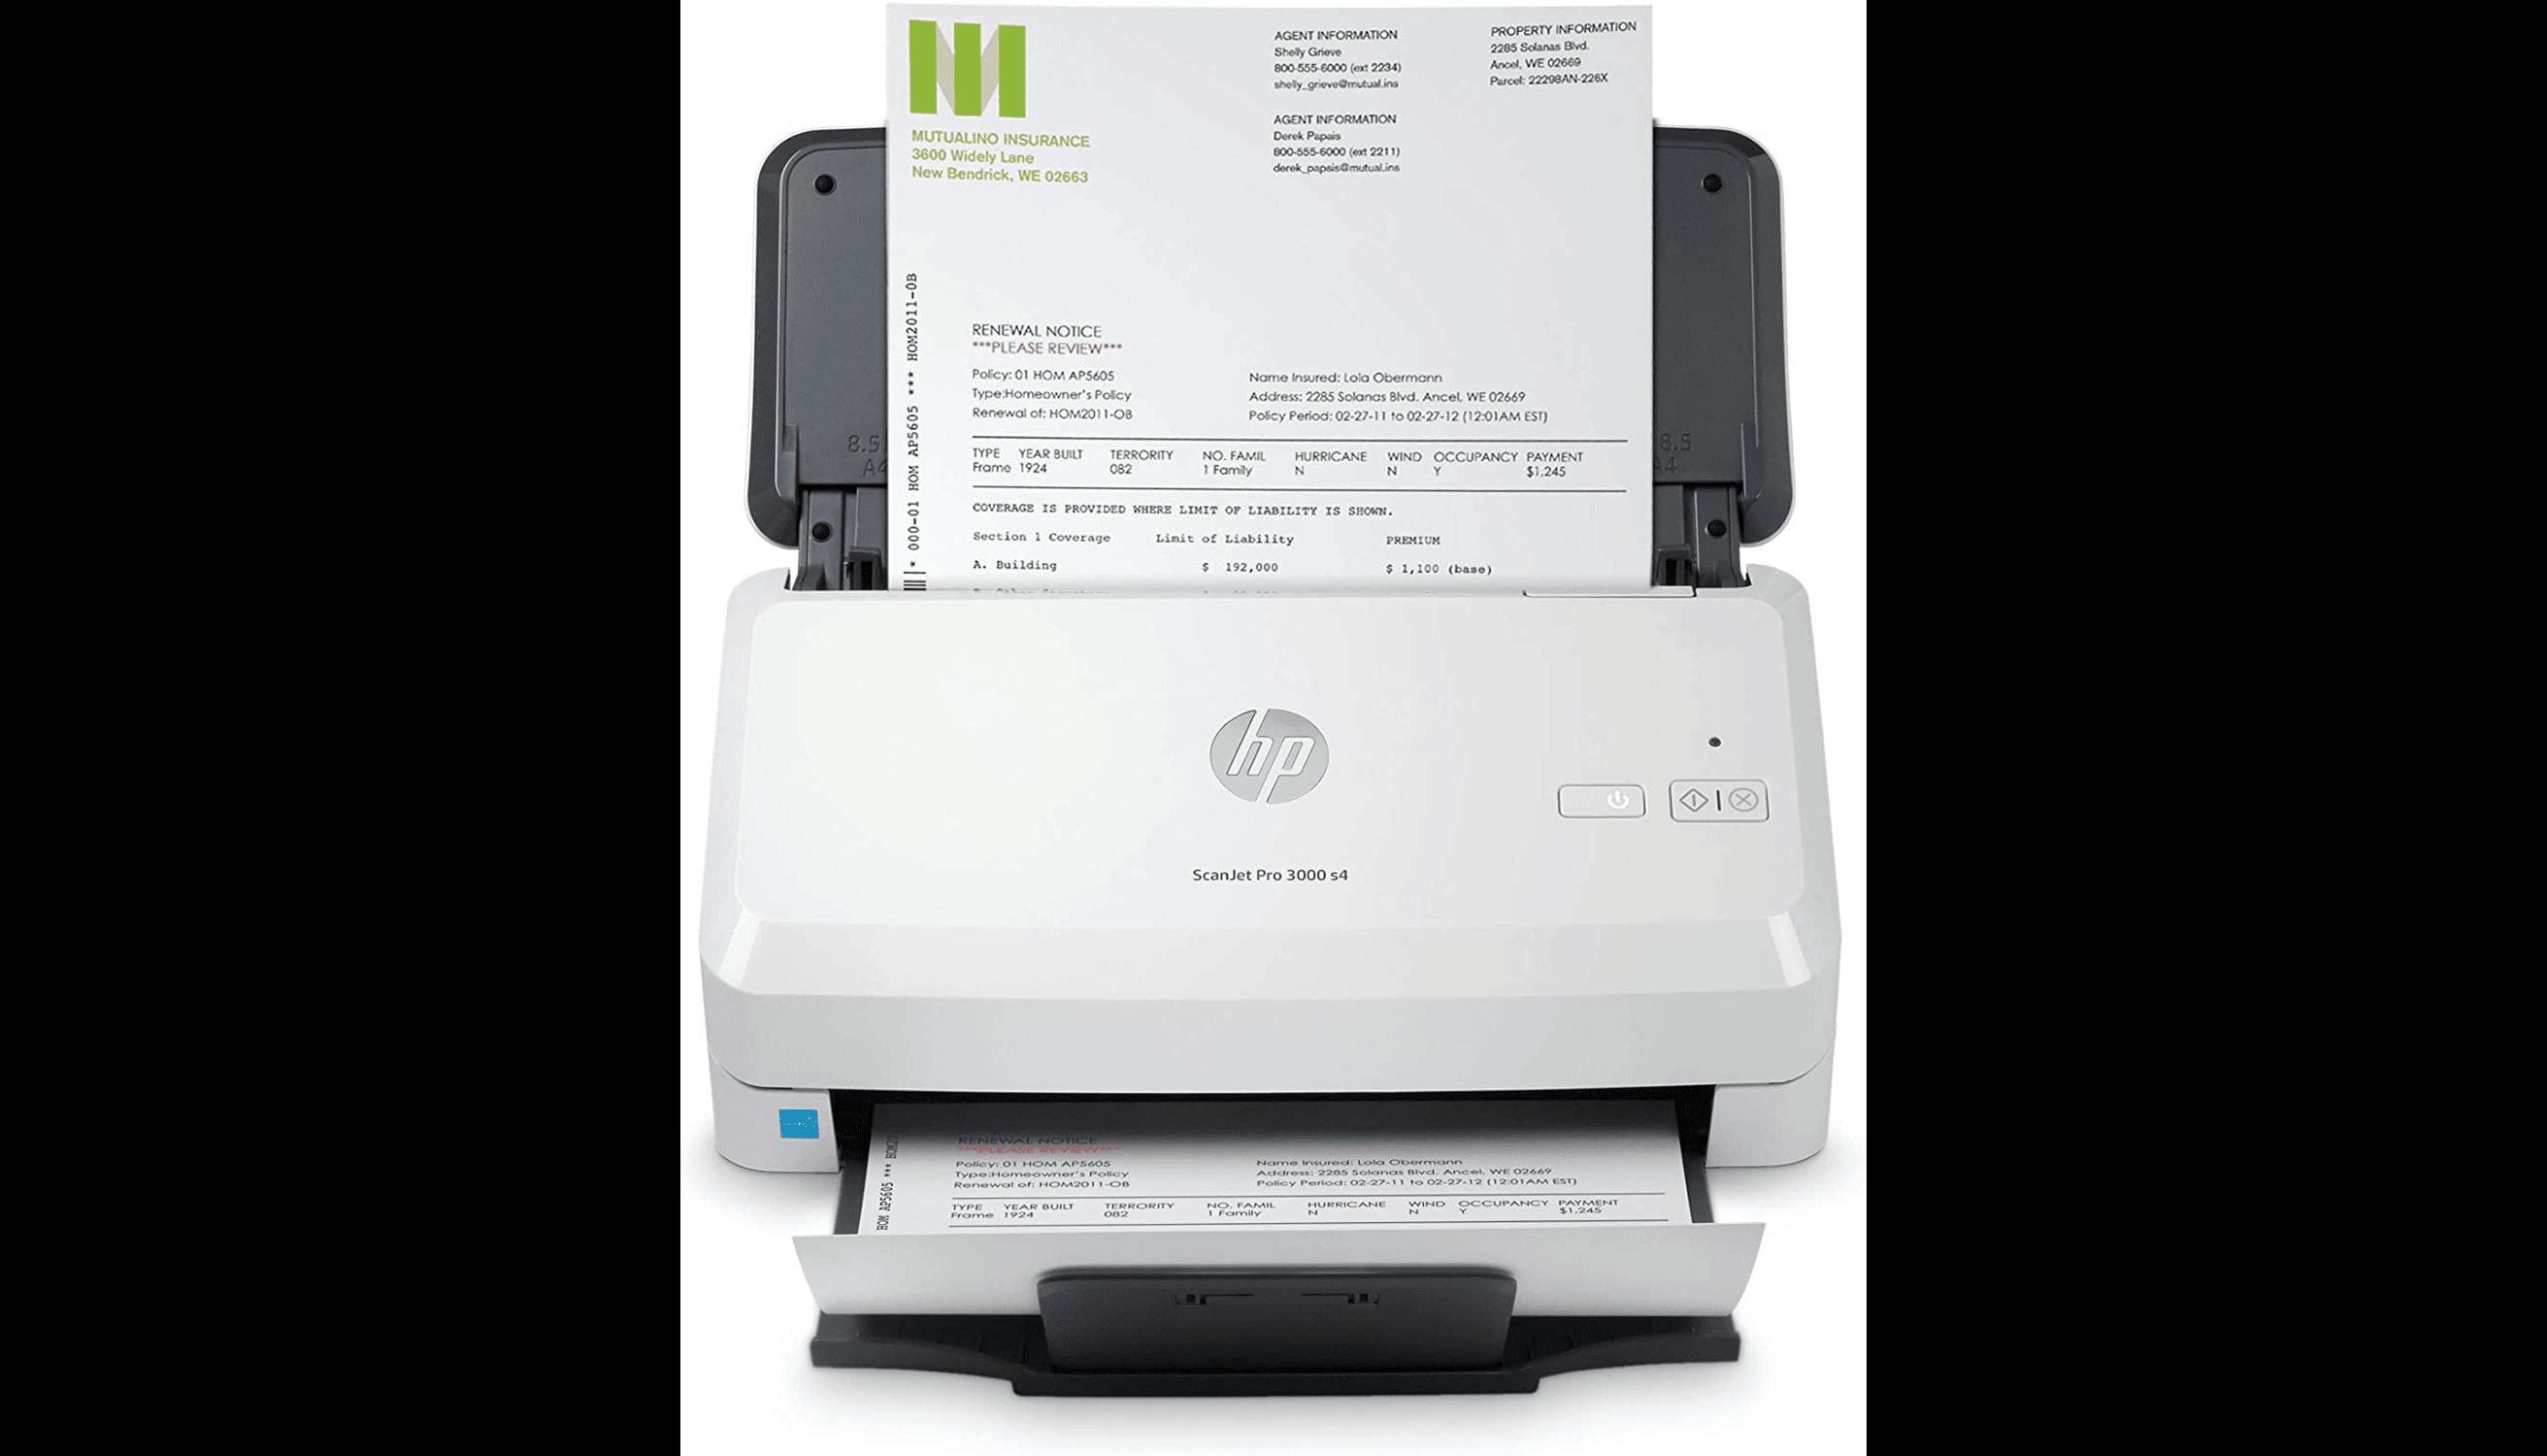 MUTUALINO INSURANCE
3600 Widely Lane
New Bendrick, WE 02663
AGENT INFORMATION
Shelly Grieve
800-555-6000 (ext 2234)
shelly_grieve@mutual.ins
AGENT INFORMATION
Derek Papais
800-555-6000 (ext 2211)
derek_papsis@mutual.ins
PROPERTY INFORMATION
2285 Solanas Blvd.
Ancel, WE 02669
Parcel: 22298AN-226X
* 000-01 HOM AP5605 *** HOM2011-0B
RENEWAL NOTICE
***PLEASE REVIEW***
Policy: 01 HOM AP5605
Type:Homeowner's Policy
Renewal of: HOM2011-OB
Name Insured: Lola Obermann
Address: 2285 Solanas Blvd. Ancel, WE 02669
Policy Period: 02-27-11 to 02-27-12 (12:01AM EST)
TYPE YEAR BUILT TERRORITY NO. FAMIL HURRICANE WIND OCCUPANCY PAYMENT
Frame 1924 082 1 Family N N Y $1,245
COVERAGE IS PROVIDED WHERE LIMIT OF LIABILITY IS SHOWN.
Section 1 Coverage Limit of Liability PREMIUM
A. Building $ 192,000 $ 1,100 (base)
8.5
A4
8.5
A4
hp
ScanJet Pro 3000 s4
RENEWAL NOTICE
***PLEASE REVIEW***
Policy: 01 HOM AP5605
Type:Homeowner's Policy
Renewal of: HOM2011-OB
Name Insured: Lola Obermann
Address: 2285 Solanas Blvd. Ancel, WE 02669
Policy Period: 02-27-11 to 02-27-12 (12:01AM EST)
HOM AP5605 *** HOM20
TYPE YEAR BUILT TERRORITY NO. FAMIL HURRICANE WIND OCCUPANCY PAYMENT
Frame 1924 082 1 Family N N Y $1,245